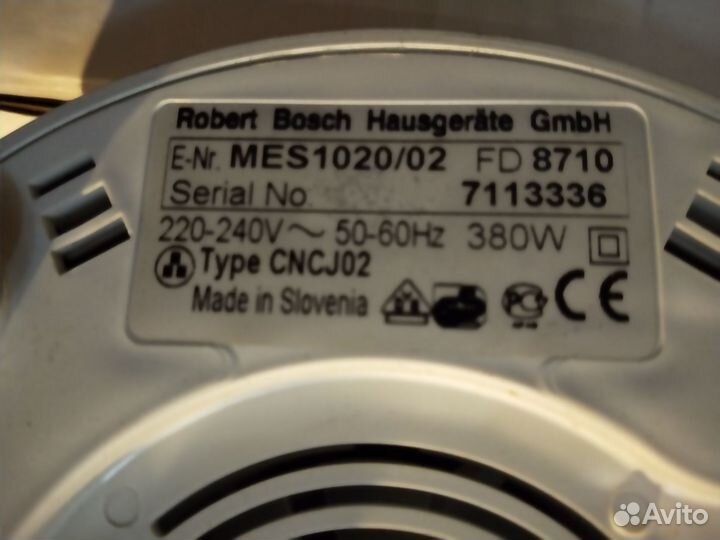 Robert Bosch Hausgeräte GmbH
E-Nr. MES1020/02 FD 8710
Serial No 7113336
220-240V~ 50-60Hz 380W
Type CNCJ02
Made in Slovenia CE
Avito